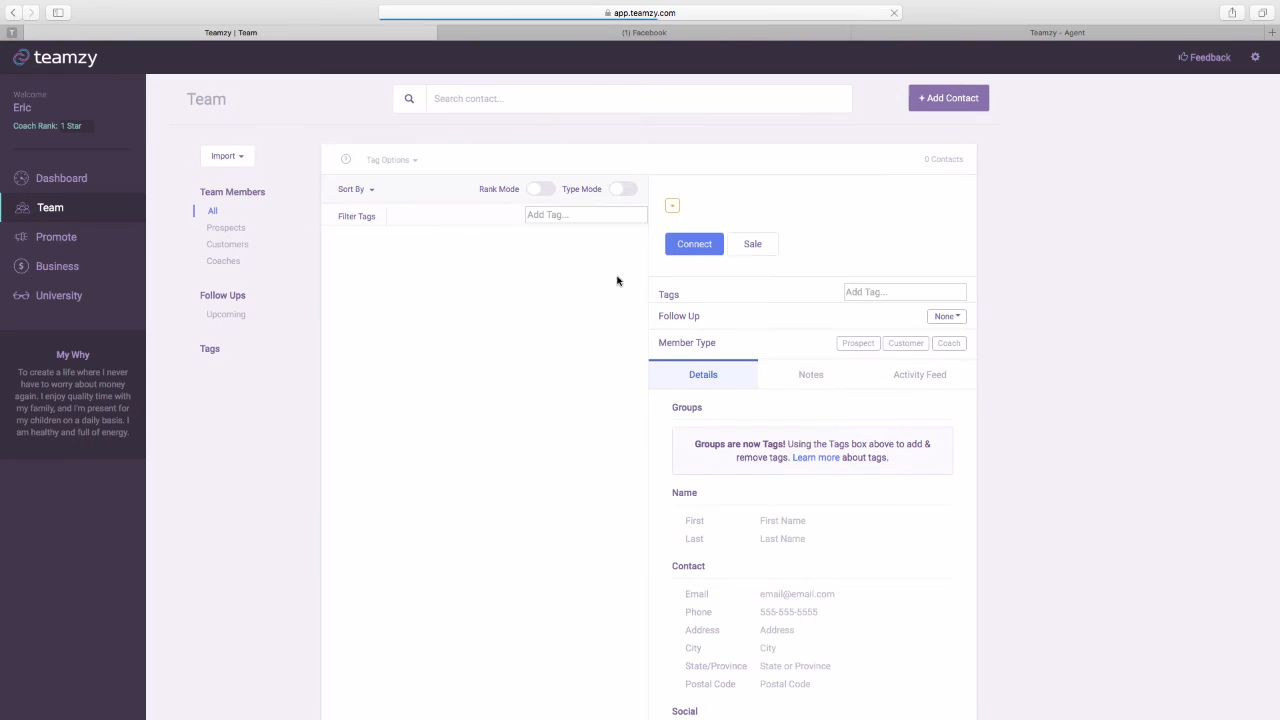 app.teamzy.com
T
Teamzy | Team
(1) Facebook
Teamzy - Agent
teamzy
Feedback
Welcome
Eric
Coach Rank: 1 Star
Dashboard
Team
Promote
Business
University
My Why
To create a life where I never
have to worry about money
again. I enjoy quality time with
my family, and I'm present for
my children on a daily basis. I
am healthy and full of energy.
Team
Search contact...
+ Add Contact
Import
Team Members
All
Prospects
Customers
Coaches
Follow Ups
Upcoming
Tags
Tag Options
0 Contacts
Sort By
Rank Mode
Type Mode
Filter Tags
Add Tag...
Connect
Sale
Tags
Add Tag...
Follow Up
None
Member Type
Prospect
Customer
Coach
Details
Notes
Activity Feed
Groups
Groups are now Tags! Using the Tags box above to add &
remove tags. Learn more about tags.
Name
First First Name
Last Last Name
Contact
Email email@email.com
Phone 555-555-5555
Address Address
City City
State/Province State or Province
Postal Code Postal Code
Social